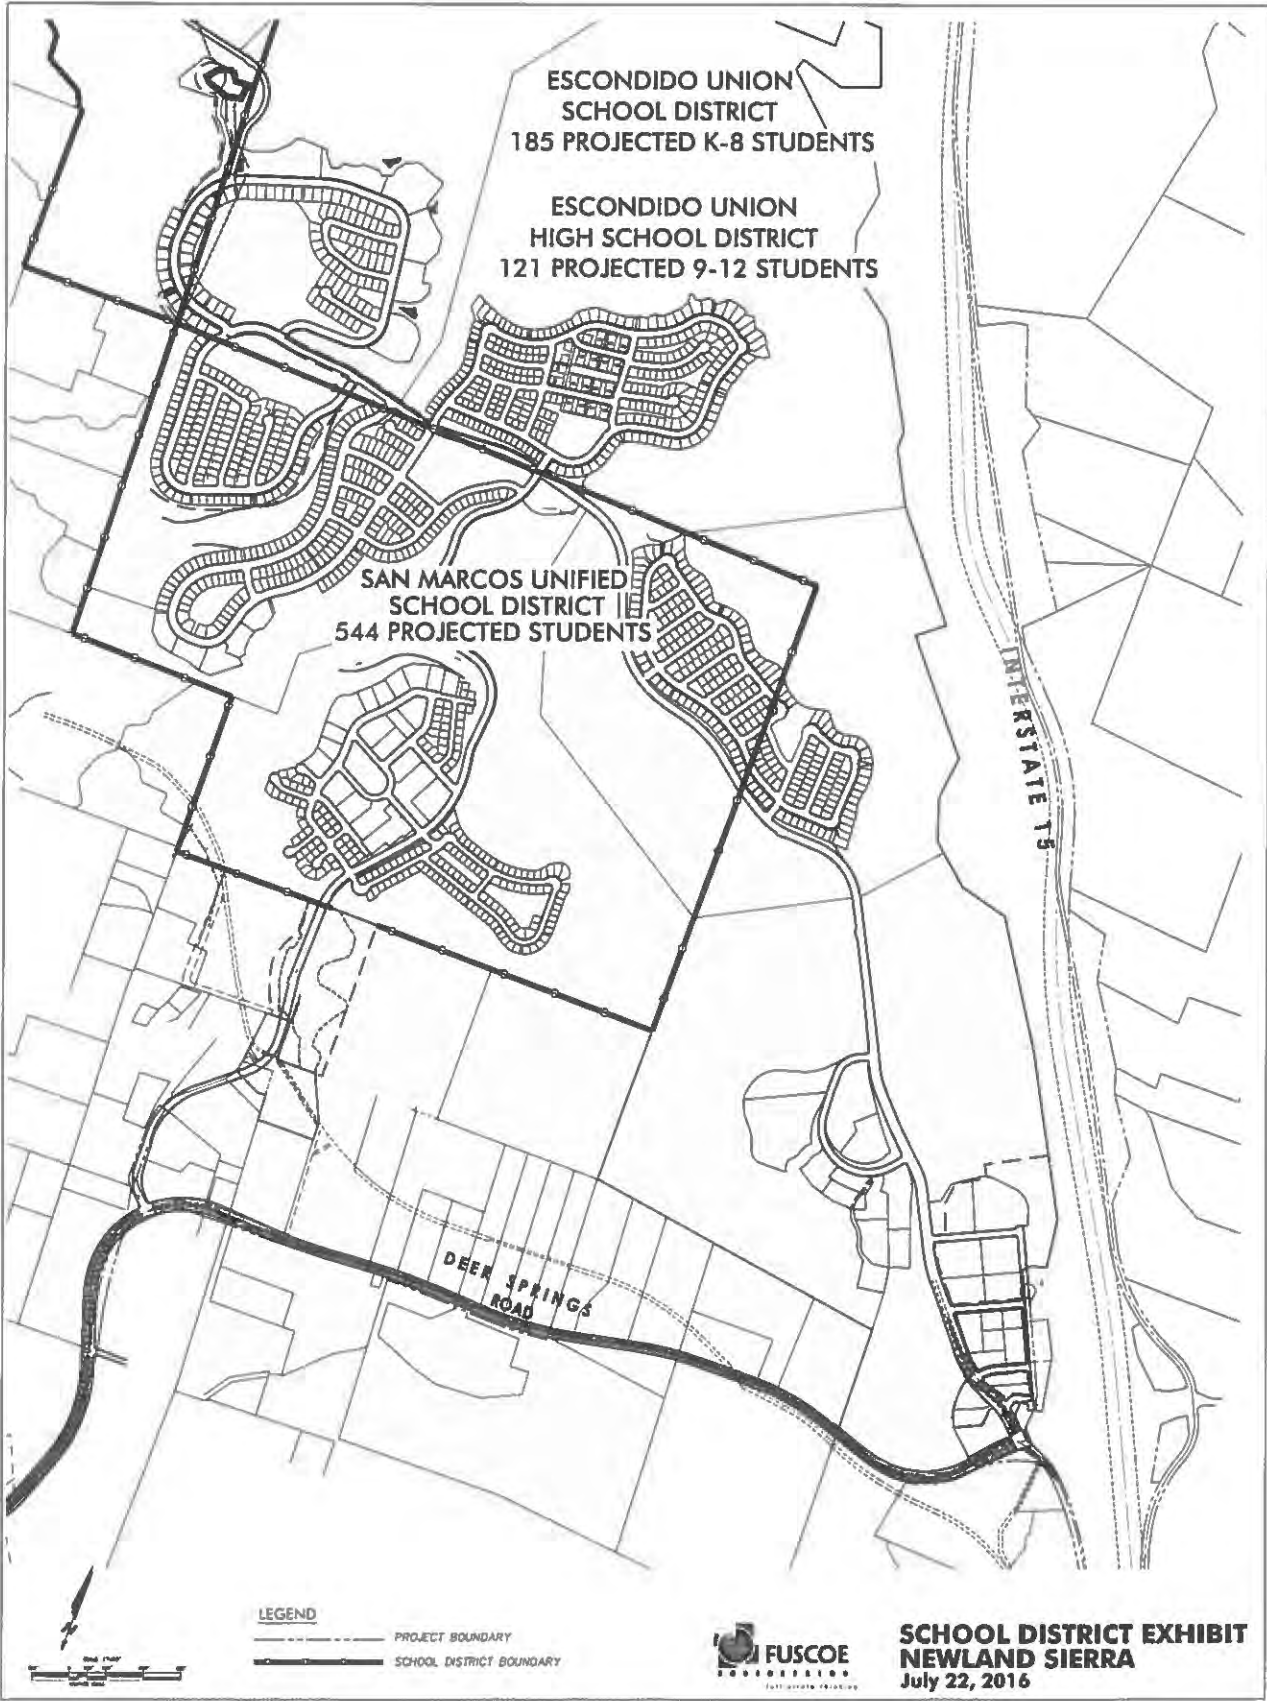 ESCONDIDO UNION
SCHOOL DISTRICT
185 PROJECTED K-8 STUDENTS
ESCONDIDO UNION
HIGH SCHOOL DISTRICT
121 PROJECTED 9-12 STUDENTS
SAN MARCOS UNIFIED
SCHOOL DISTRICT
544 PROJECTED STUDENTS
INTERSTATE 15
DEER SPRINGS
ROAD
N
LEGEND
PROJECT BOUNDARY
SCHOOL DISTRICT BOUNDARY
FUSCOE
SCHOOL DISTRICT EXHIBIT
NEWLAND SIERRA
July 22, 2016